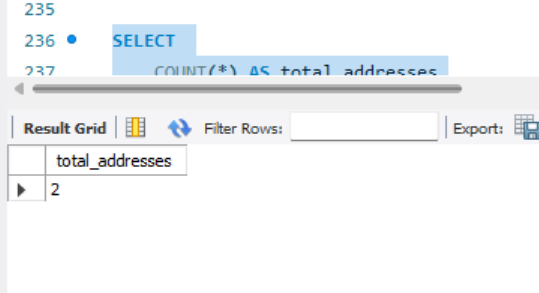 235
236 SELECT
237 COUNT(*) AS total_addresses
Result Grid Filter Rows: Export:
total_addresses
2